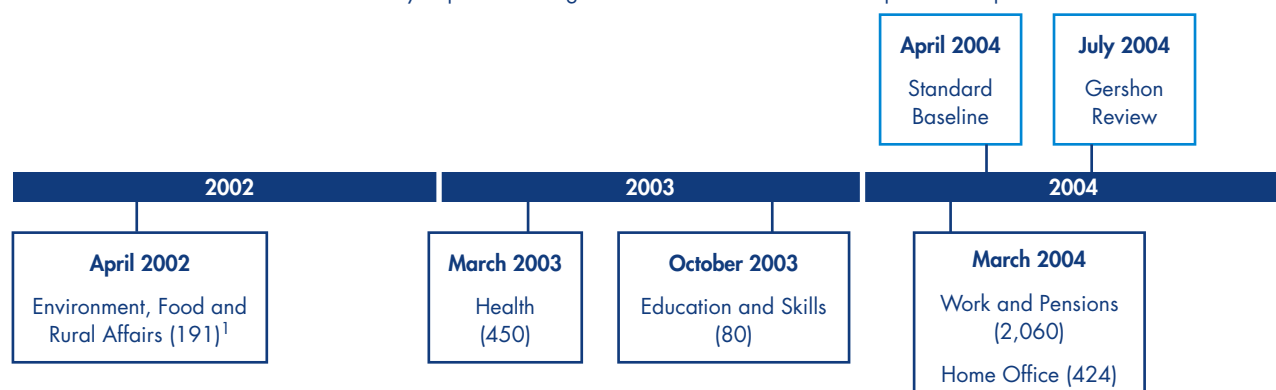 April 2004
Standard
Baseline
July 2004
Gershon
Review
2002
2003
2004
April 2002
Environment, Food and
Rural Affairs (191)1
March 2003
Health
(450)
October 2003
Education and Skills
(80)
March 2004
Work and Pensions
(2,060)
Home Office (424)